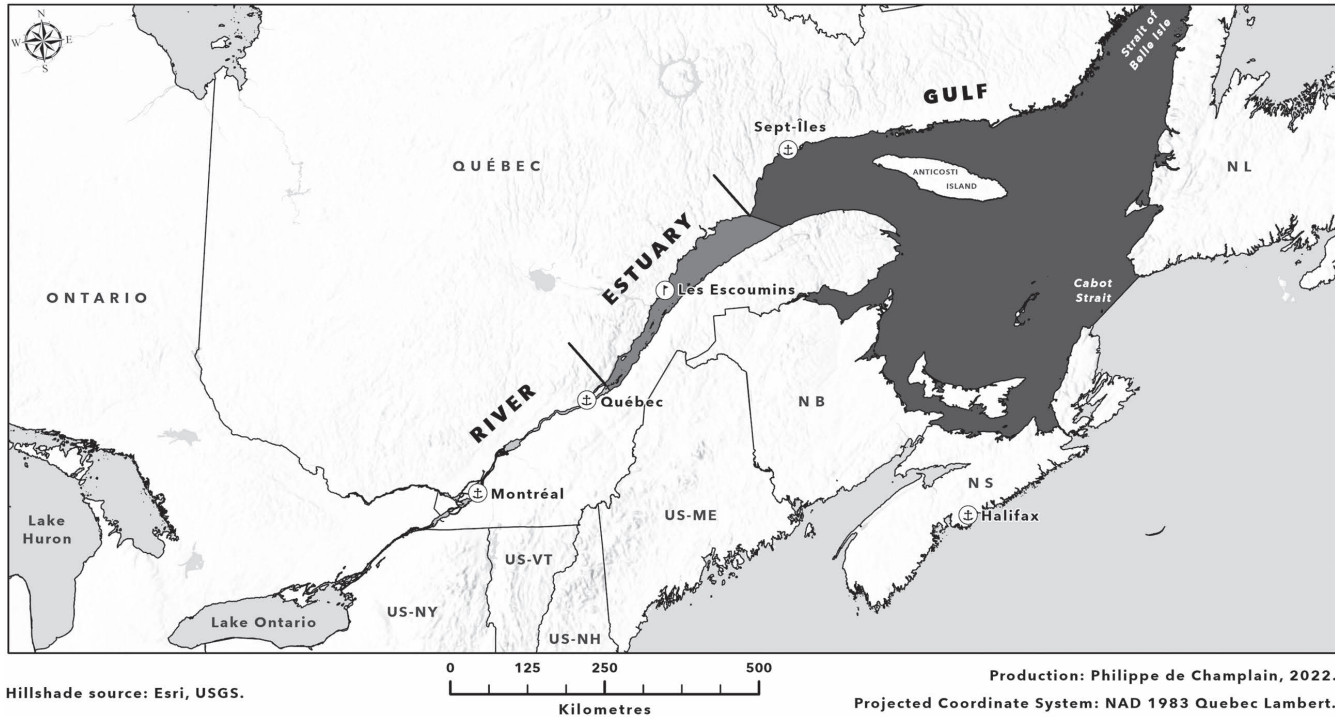 N
W E
S
Strait of
Belle Isle
GULF
Sept-Îles
QUÉBEC
ANTICOSTI
ISLAND
NL
ESTUARY
ONTARIO
Les Escoumins
Cabot
Strait
RIVER
Québec
NB
Montréal
NS
Lake
Huron
US-ME
Halifax
US-VT
Lake Ontario
US-NY
US-NH
0 125 250 500
Kilometres
Hillshade source: Esri, USGS.
Production: Philippe de Champlain, 2022.
Projected Coordinate System: NAD 1983 Quebec Lambert.